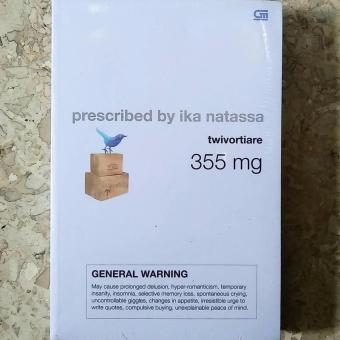 GM
prescribed by ika natassa
twivortiare
355 mg
GENERAL WARNING
May cause prolonged delusion, hyper-romanticism, temporary
insanity, insomnia, selective memory loss, spontaneous crying,
uncontrollable giggles, changes in appetite, irresistible urge to
write quotes, compulsive buying, unexplainable peace of mind.